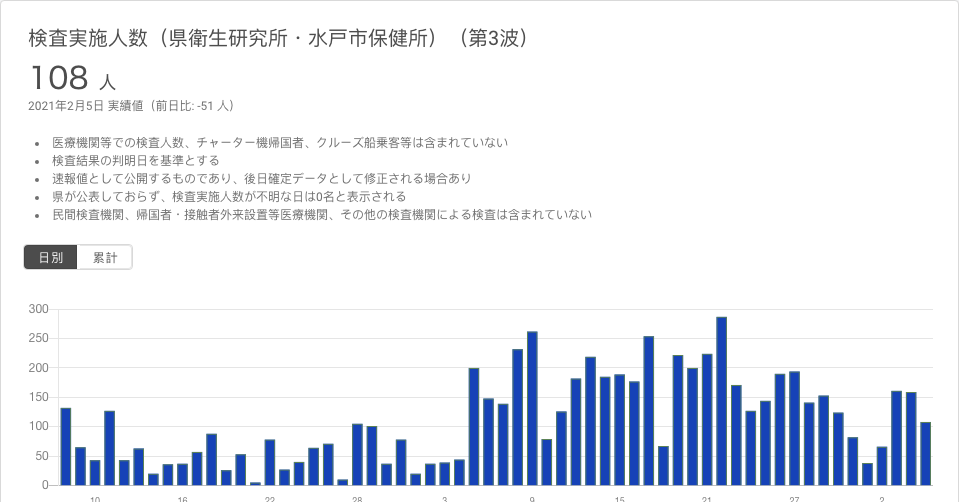 検査実施人数（県衛生研究所・水戸市保健所）（第3波）
108 人
2021年2月5日 実績値（前日比: -51 人）
• 医療機関等での検査人数、チャーター機帰国者、クルーズ船乗客等は含まれていない
• 検査結果の判明日を基準とする
• 速報値として公開するものであり、後日確定データとして修正される場合あり
• 県が公表しておらず、検査実施人数が不明な日は0名と表示される
• 民間検査機関、帰国者・接触者外来設置等医療機関、その他の検査機関による検査は含まれていない
日別 累計
300
250
200
150
100
50
0
10 16 22 28 3 9 15 21 27 2